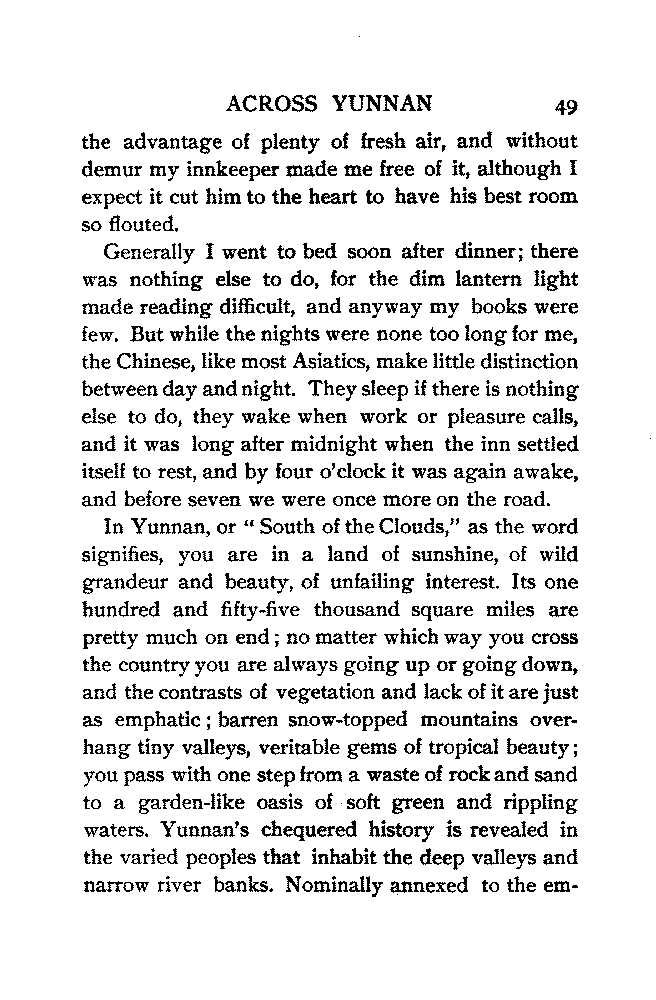 ACROSS YUNNAN 49
the advantage of plenty of fresh air, and without
demur my innkeeper made me free of it, although I
expect it cut him to the heart to have his best room
so flouted.
Generally I went to bed soon after dinner; there
was nothing else to do, for the dim lantern light
made reading difficult, and anyway my books were
few. But while the nights were none too long for me,
the Chinese, like most Asiatics, make little distinction
between day and night. They sleep if there is nothing
else to do, they wake when work or pleasure calls,
and it was long after midnight when the inn settled
itself to rest, and by four o'clock it was again awake,
and before seven we were once more on the road.
In Yunnan, or “ South of the Clouds,” as the word
signifies, you are in a land of sunshine, of wild
grandeur and beauty, of unfailing interest. Its one
hundred and fifty-five thousand square miles are
pretty much on end ; no matter which way you cross
the country you are always going up or going down,
and the contrasts of vegetation and lack of it are just
as emphatic ; barren snow-topped mountains over-
hang tiny valleys, veritable gems of tropical beauty ;
you pass with one step from a waste of rock and sand
to a garden-like oasis of soft green and rippling
waters. Yunnan's chequered history is revealed in
the varied peoples that inhabit the deep valleys and
narrow river banks. Nominally annexed to the em-